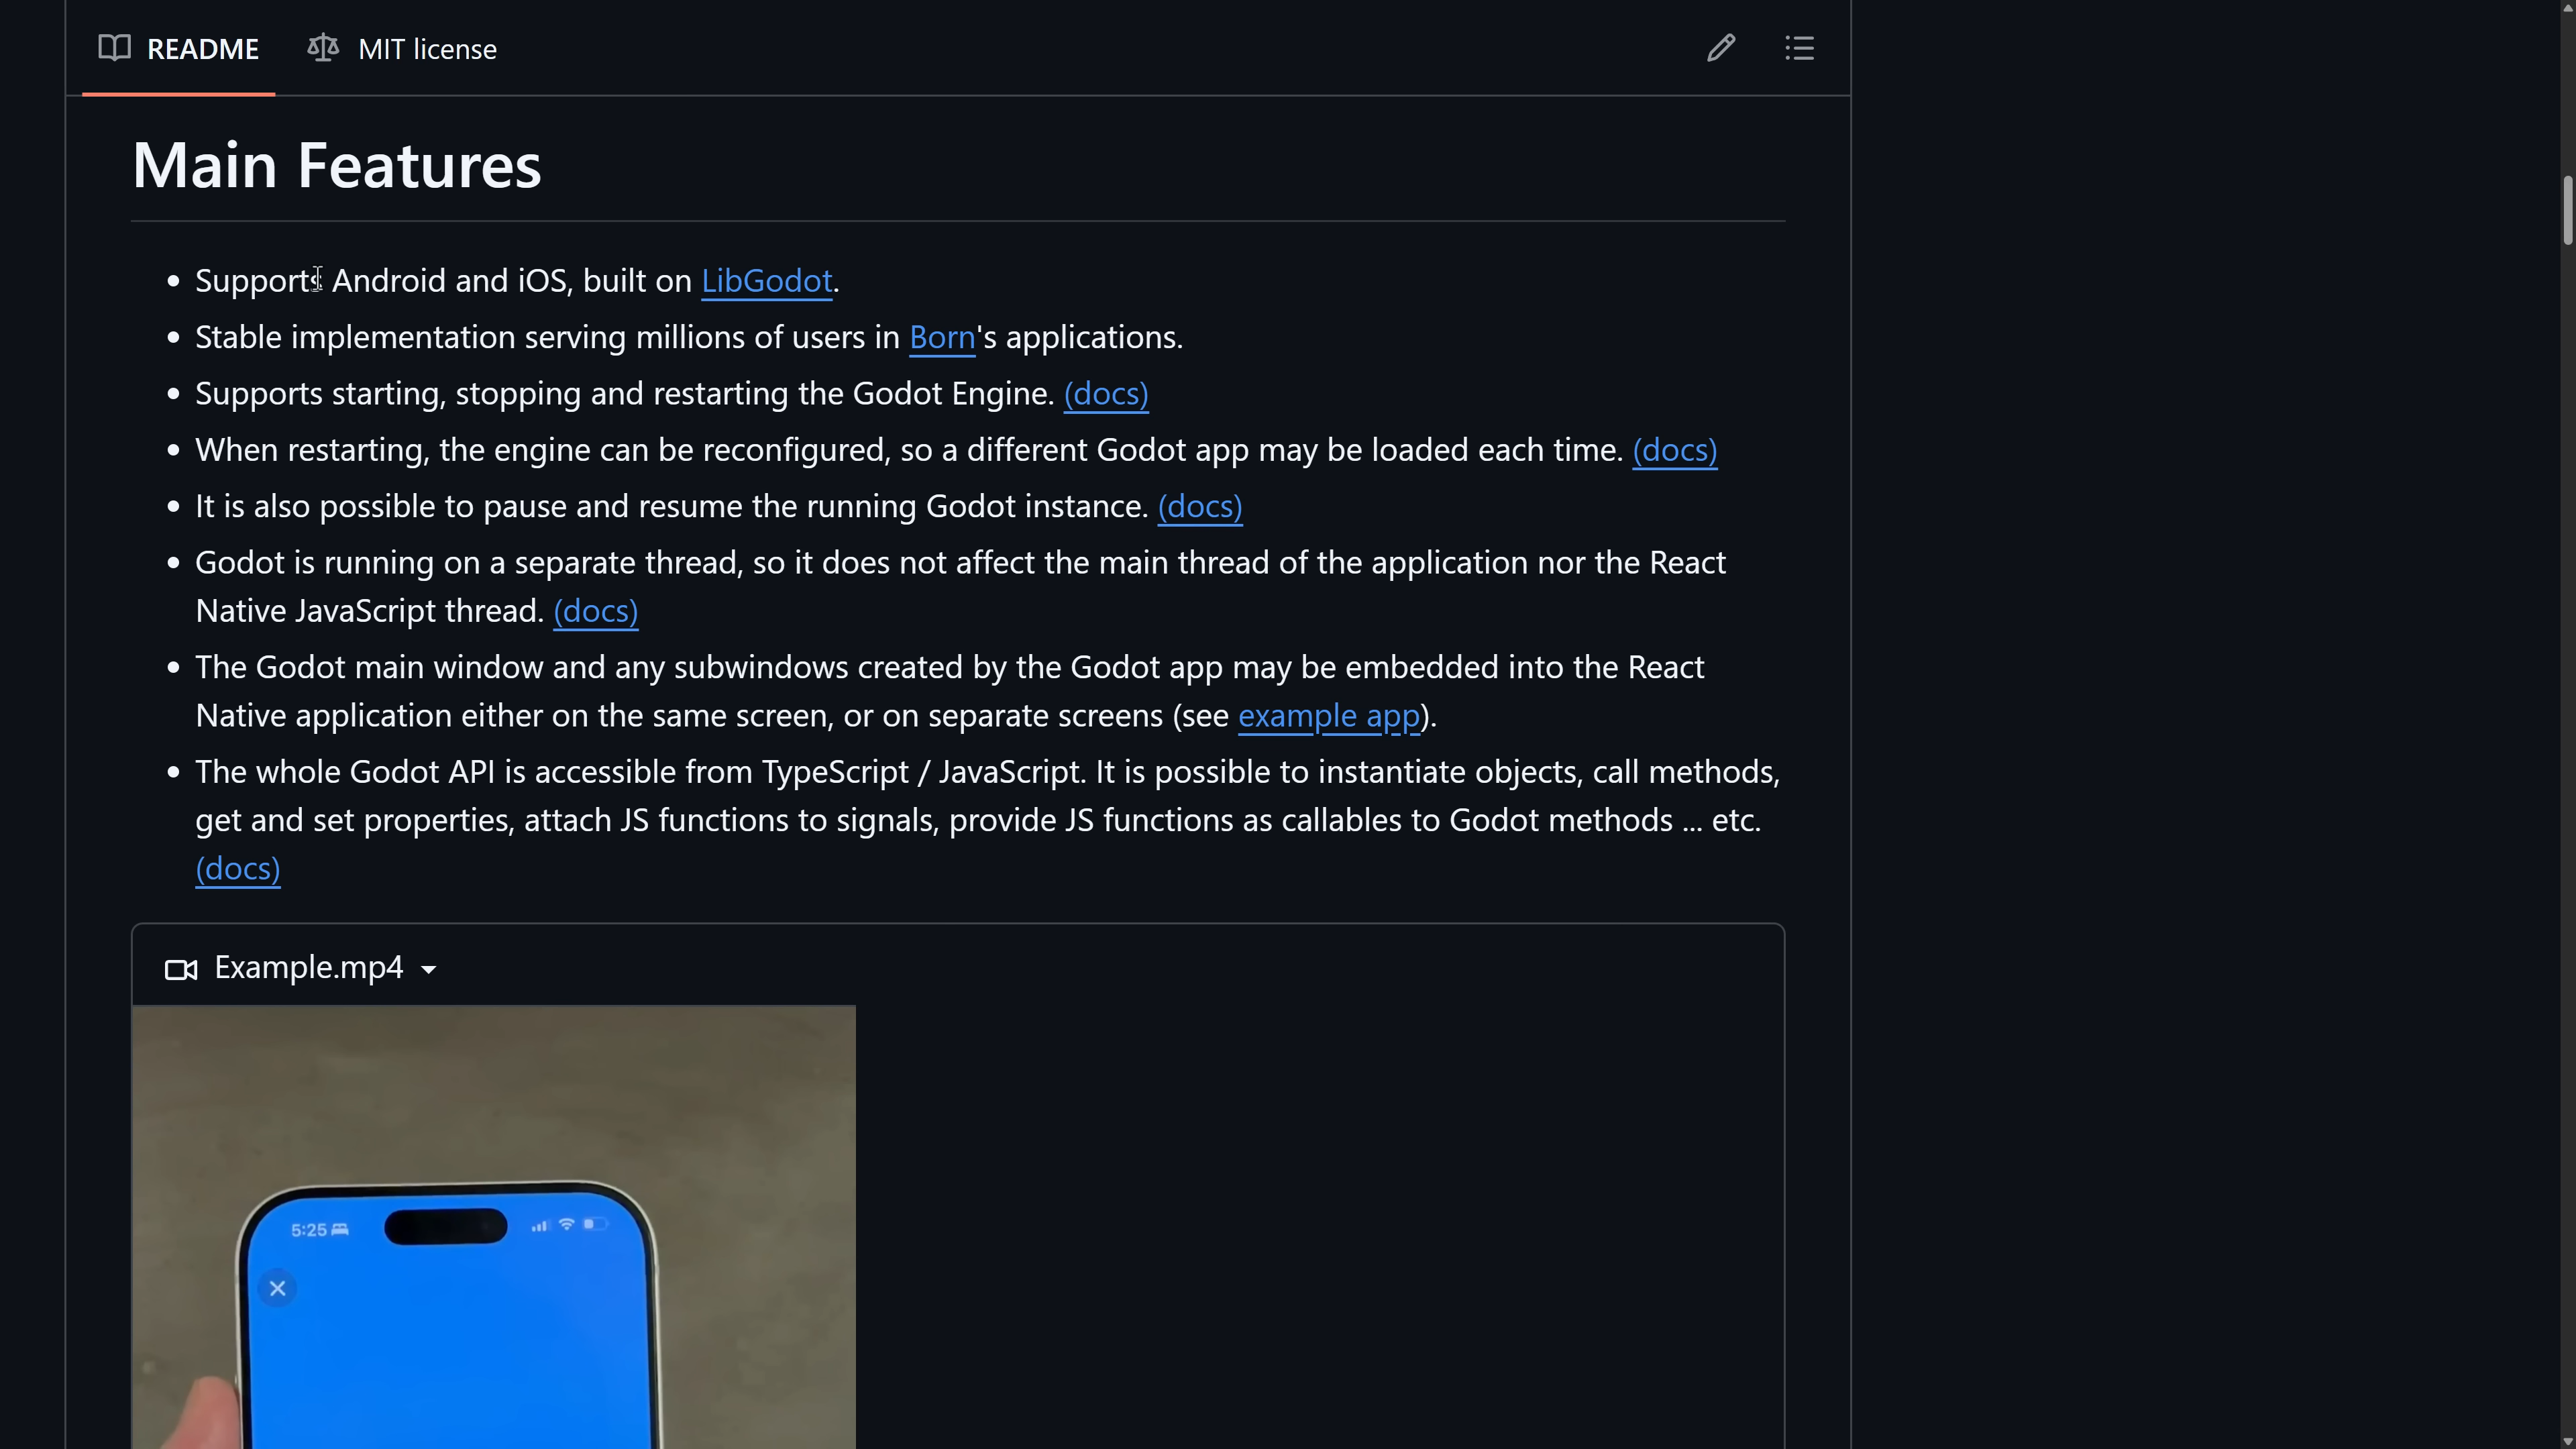 README
MIT license
Main Features
Supports Android and iOS, built on LibGodot.
Stable implementation serving millions of users in Born's applications.
Supports starting, stopping and restarting the Godot Engine. (docs)
When restarting, the engine can be reconfigured, so a different Godot app may be loaded each time. (docs)
It is also possible to pause and resume the running Godot instance. (docs)
Godot is running on a separate thread, so it does not affect the main thread of the application nor the React
Native JavaScript thread. (docs)
The Godot main window and any subwindows created by the Godot app may be embedded into the React
Native application either on the same screen, or on separate screens (see example app).
The whole Godot API is accessible from TypeScript / JavaScript. It is possible to instantiate objects, call methods,
get and set properties, attach JS functions to signals, provide JS functions as callables to Godot methods ... etc.
(docs)
Example.mp4
5:25